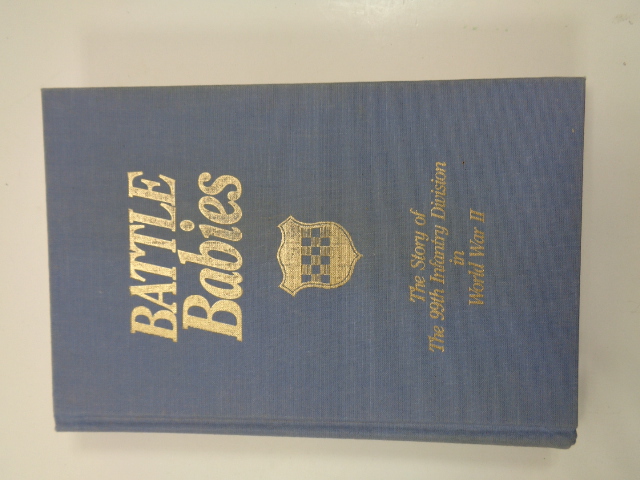 BATTLE
Babies
The Story of
The 99th Infantry Division
in
World War II